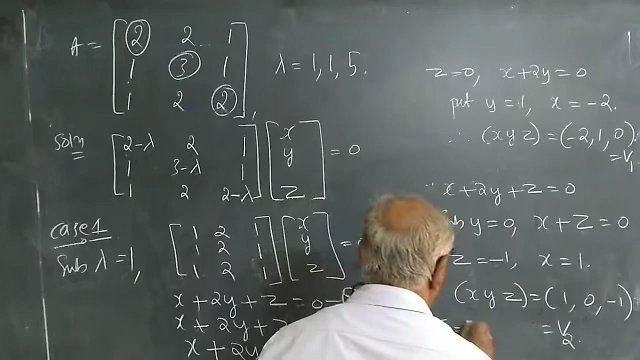 A = [ 2 2 1
1 3 1
1 2 2 ], λ = 1, 1, 5.
Soln [ 2-λ 2 1
1 3-λ 1
1 2 2-λ ] [ x y z ] = 0
case 1
Sub λ = 1, [ 1 2 1
1 2 1
1 2 1 ] [ x y z ] =
x + 2y + z = 0
x + 2y +
x + 2y
z = 0, x + 2y = 0
put y = 1, x = -2.
∴ (x y z) = (-2, 1, 0)
= V1
x + 2y + z = 0
y = 0, x + z = 0
z = -1, x = 1.
(x y z) = (1, 0, -1)
= V2.